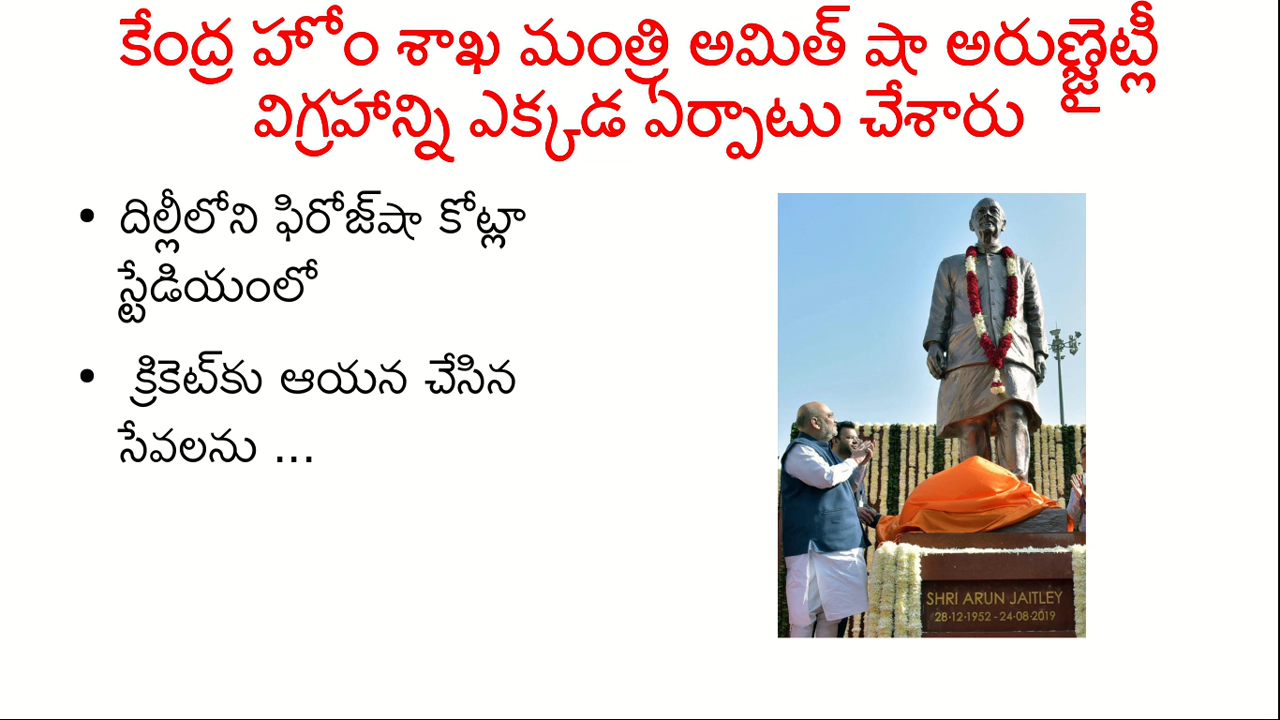 కేంద్ర హోం శాఖ మంత్రి అమిత్ షా అరుణ్జైట్లీ
విగ్రహాన్ని ఎక్కడ ఏర్పాటు చేశారు
• దిల్లీలోని ఫిరోజ్‌షా కోట్లా
స్టేడియంలో
• క్రికెట్‌కు ఆయన చేసిన
సేవలను ...
SHRI ARUN JAITLEY
28·12·1952 - 24·08·2019